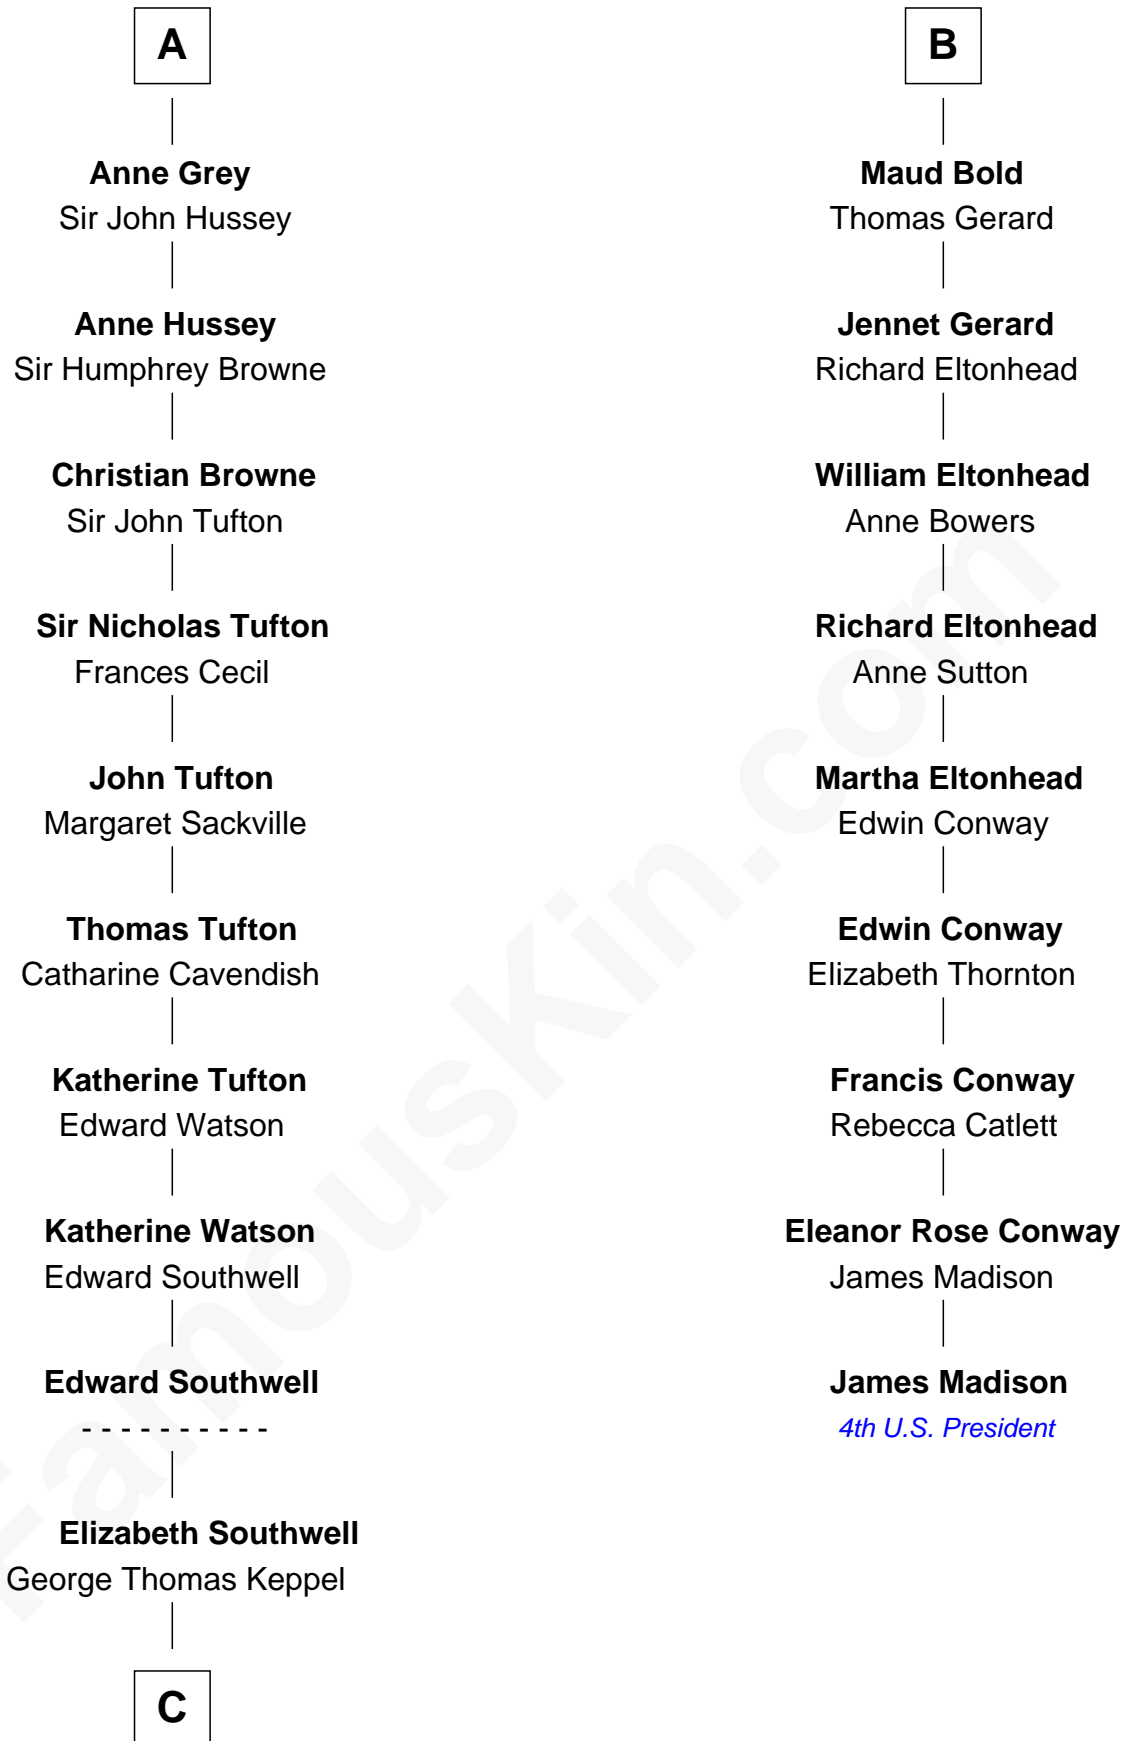 A
Anne Grey
Sir John Hussey
Anne Hussey
Sir Humphrey Browne
Christian Browne
Sir John Tufton
Sir Nicholas Tufton
Frances Cecil
John Tufton
Margaret Sackville
Thomas Tufton
Catharine Cavendish
Katherine Tufton
Edward Watson
Katherine Watson
Edward Southwell
Edward Southwell
- - - - - - - - - -
Elizabeth Southwell
George Thomas Keppel
C
B
Maud Bold
Thomas Gerard
Jennet Gerard
Richard Eltonhead
William Eltonhead
Anne Bowers
Richard Eltonhead
Anne Sutton
Martha Eltonhead
Edwin Conway
Edwin Conway
Elizabeth Thornton
Francis Conway
Rebecca Catlett
Eleanor Rose Conway
James Madison
James Madison
4th U.S. President
FamousKin.com